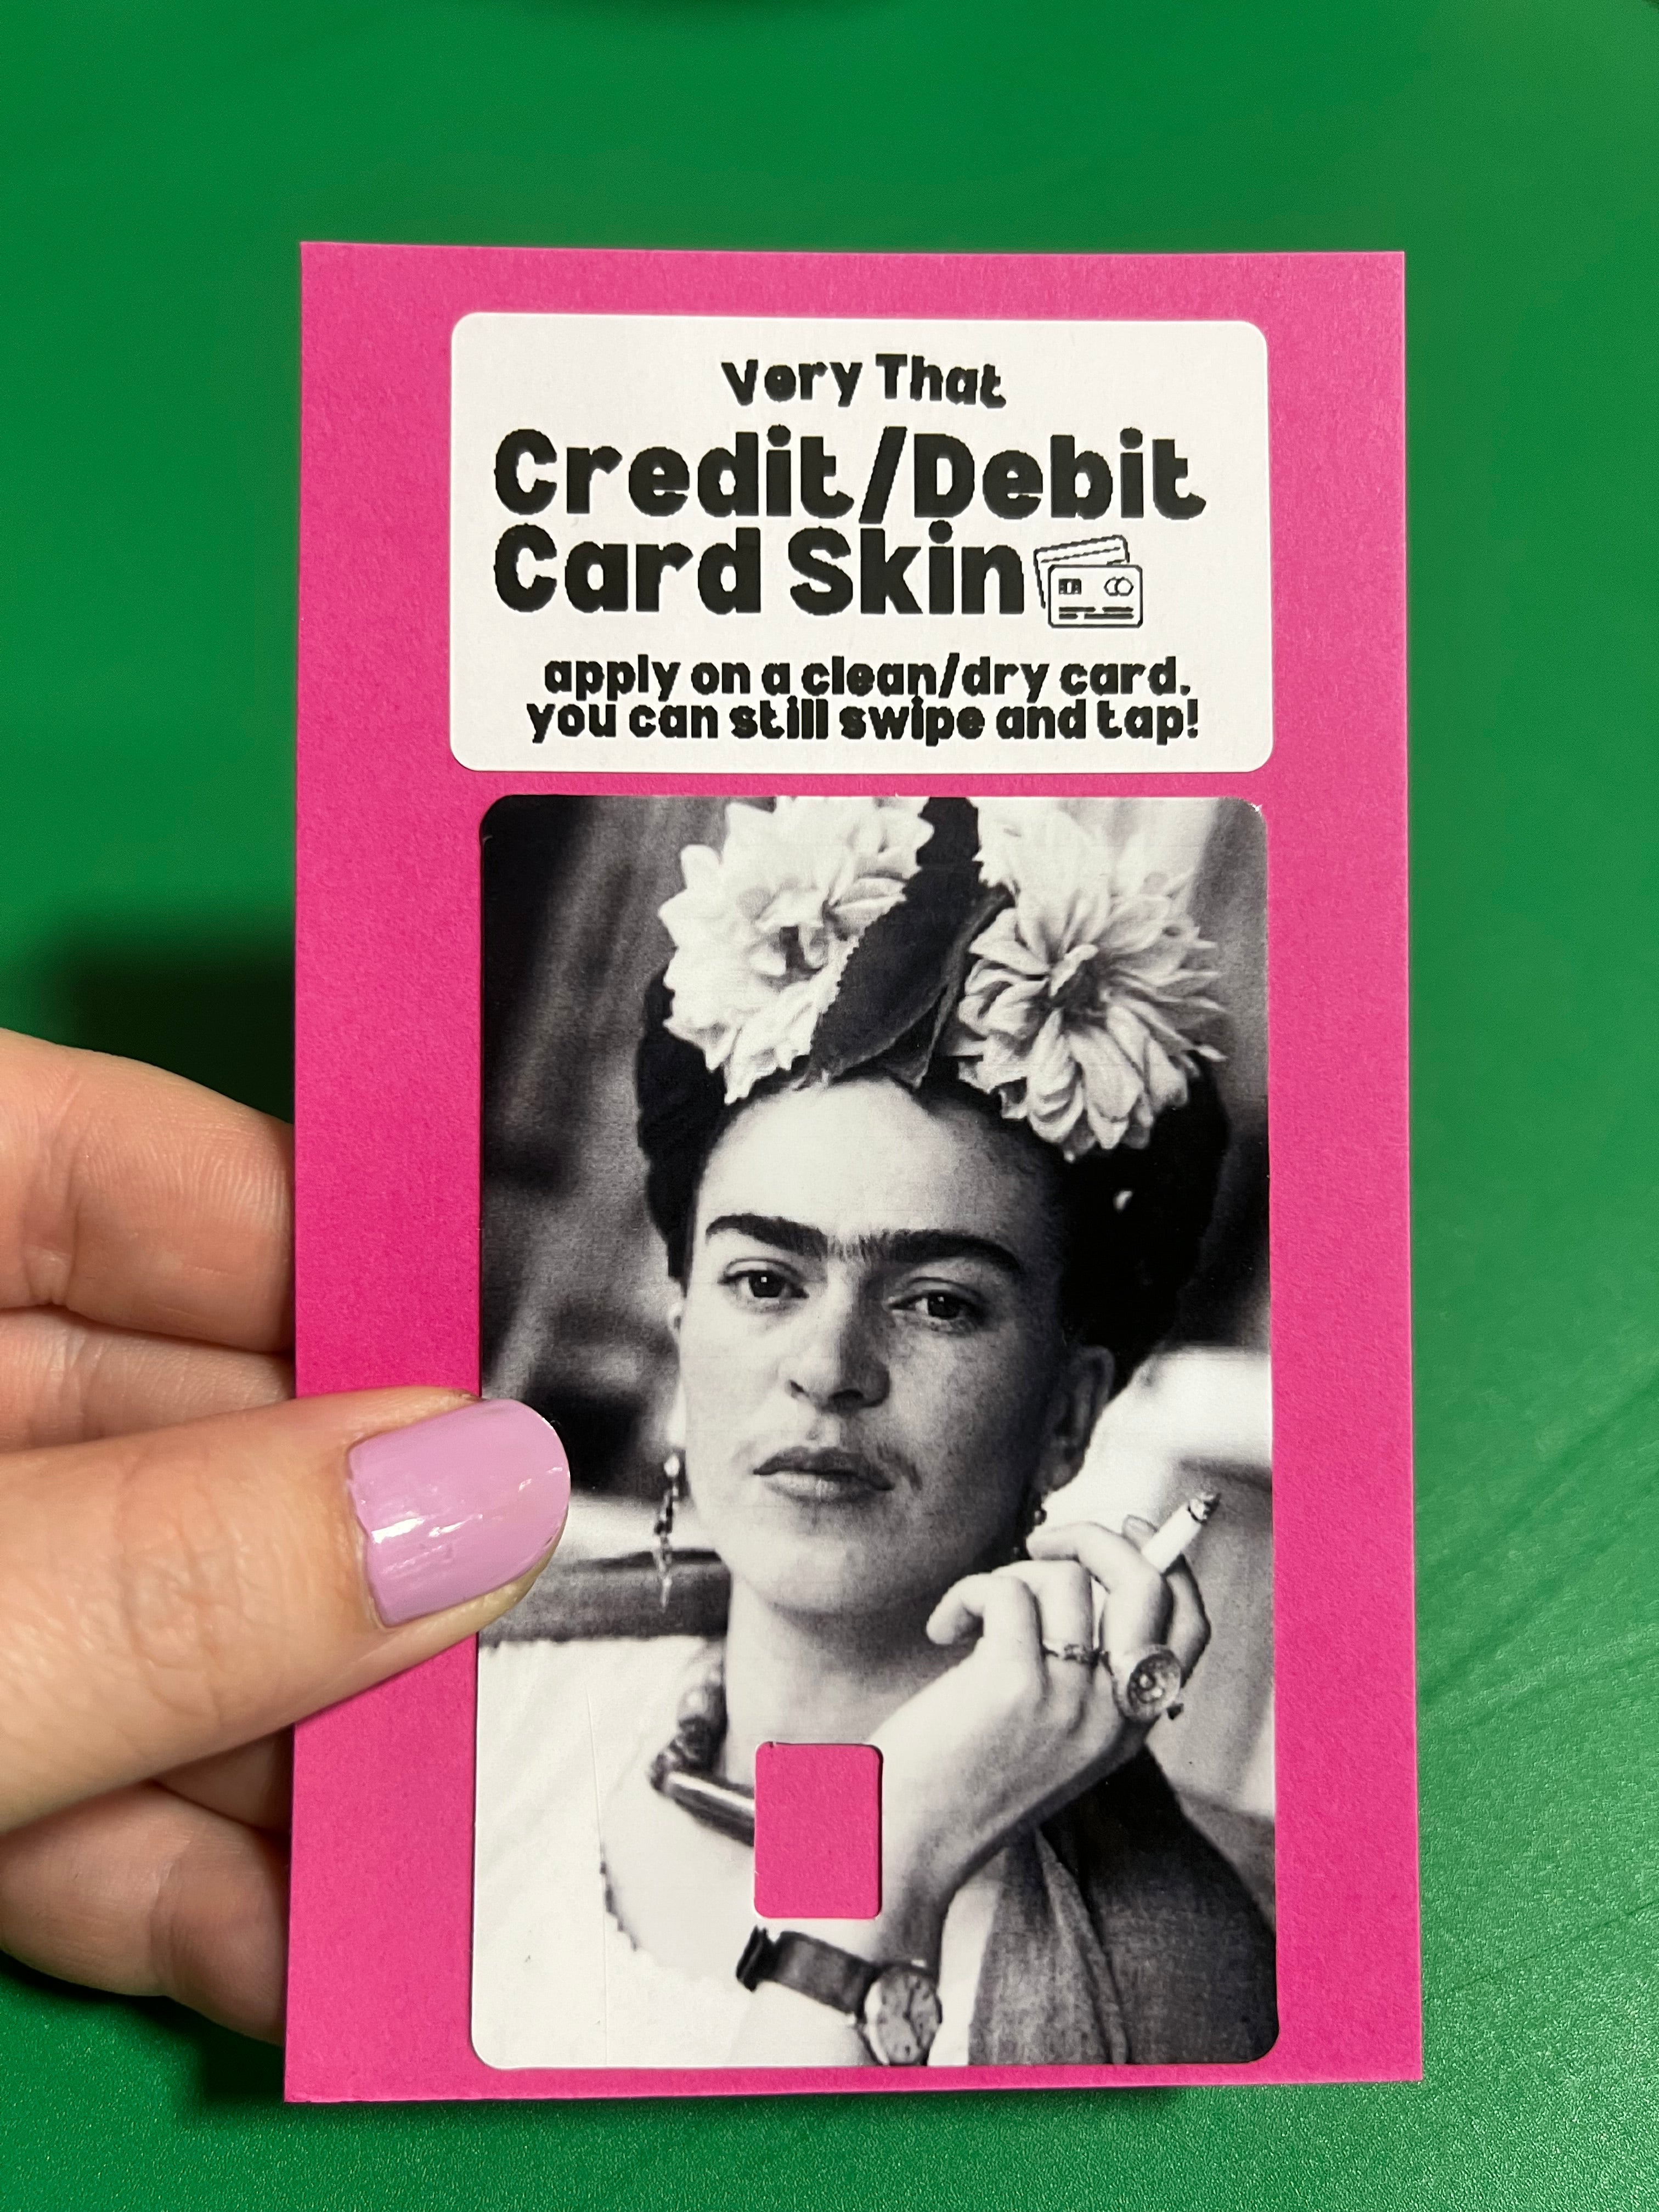 Very That
Credit/Debit
Card Skin
apply on a clean/dry card.
you can still swipe and tap!